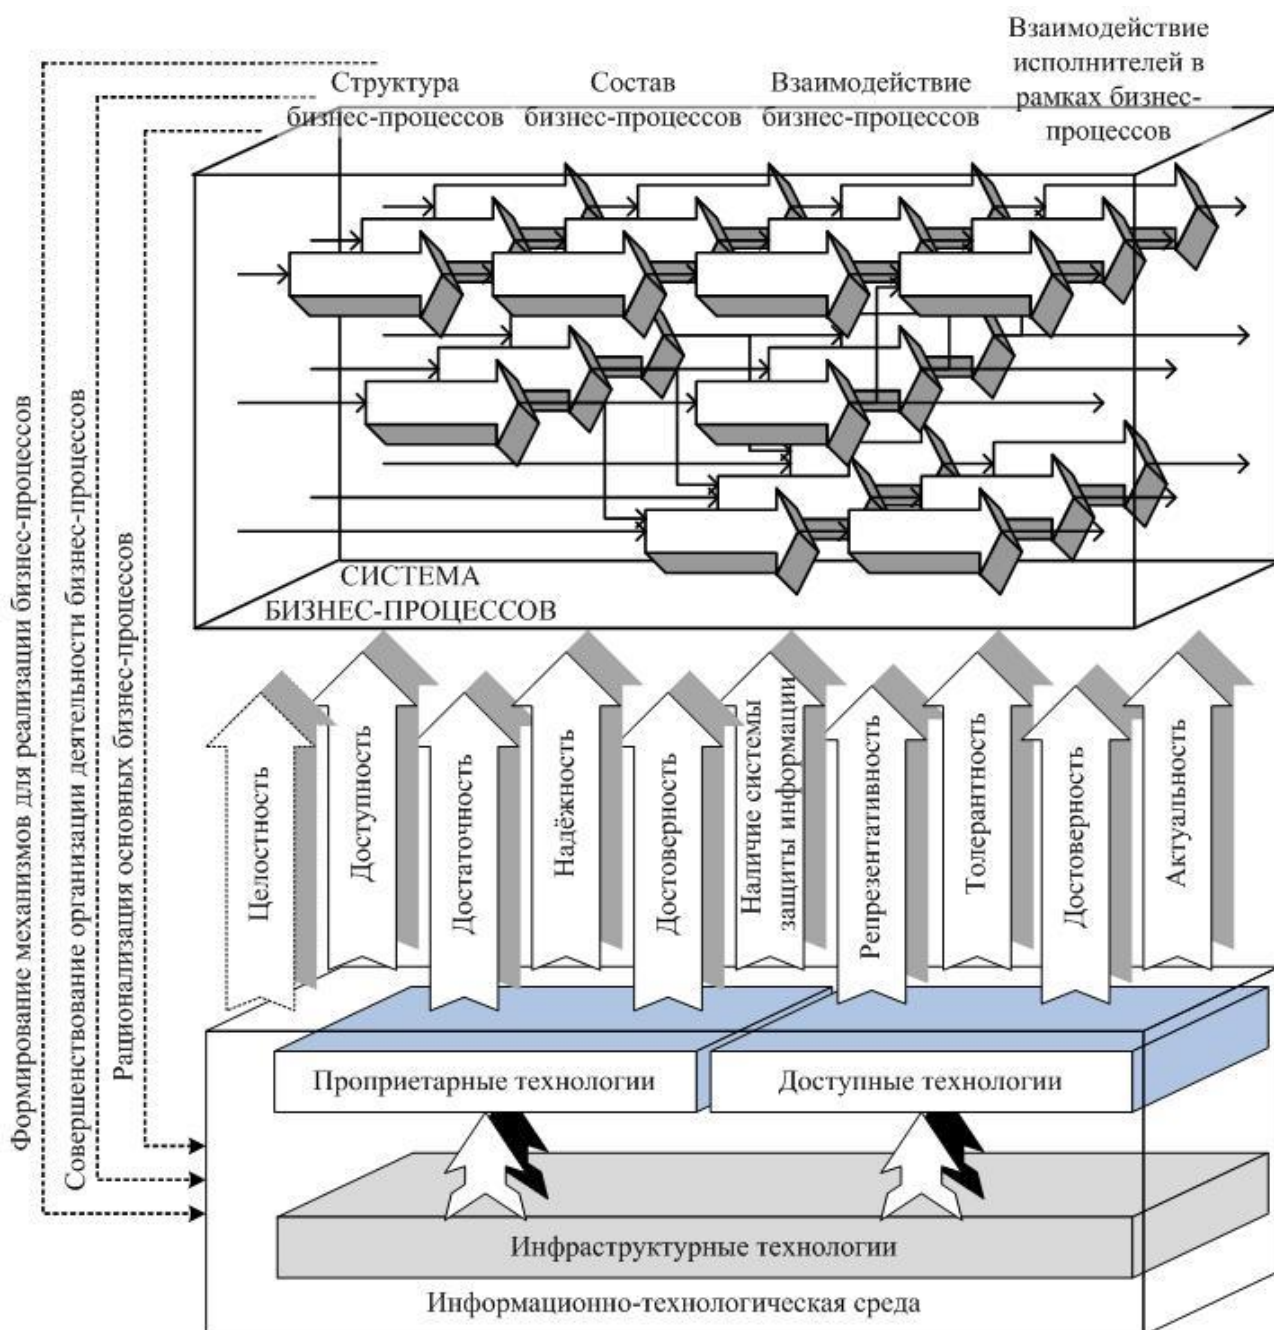 Взаимодействие
исполнителей в
рамках бизнес-
процессов
Структура
бизнес-процессов
Состав
бизнес-процессов
Взаимодействие
бизнес-процессов
Формирование механизмов для реализации бизнес-процессов
Совершенствование организации деятельности бизнес-процессов
Рационализация основных бизнес-процессов
СИСТЕМА
БИЗНЕС-ПРОЦЕССОВ
Целостность
Доступность
Достаточность
Надёжность
Достоверность
Наличие системы
защиты информации
Репрезентативность
Толерантность
Достоверность
Актуальность
Проприетарные технологии
Доступные технологии
Инфраструктурные технологии
Информационно-технологическая среда